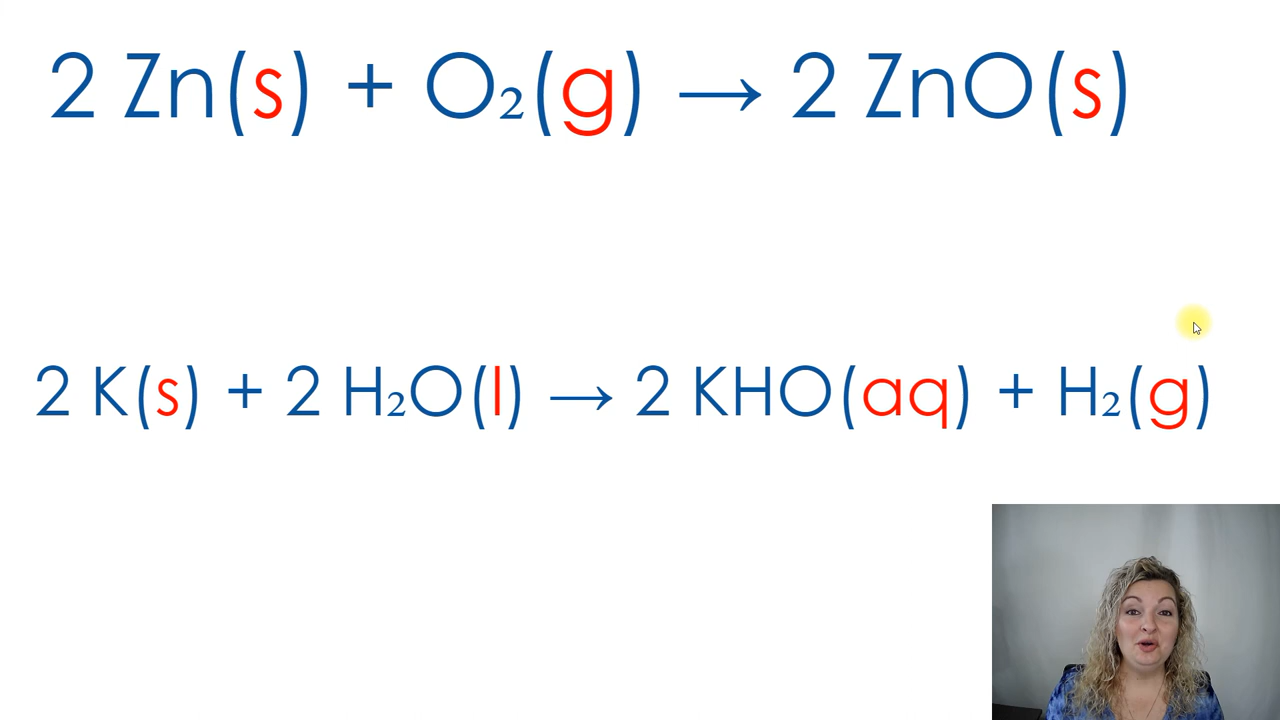 2 Zn(s) + O₂(g) → 2 ZnO(s)
2 K(s) + 2 H₂O(l) → 2 KHO(aq) + H₂(g)